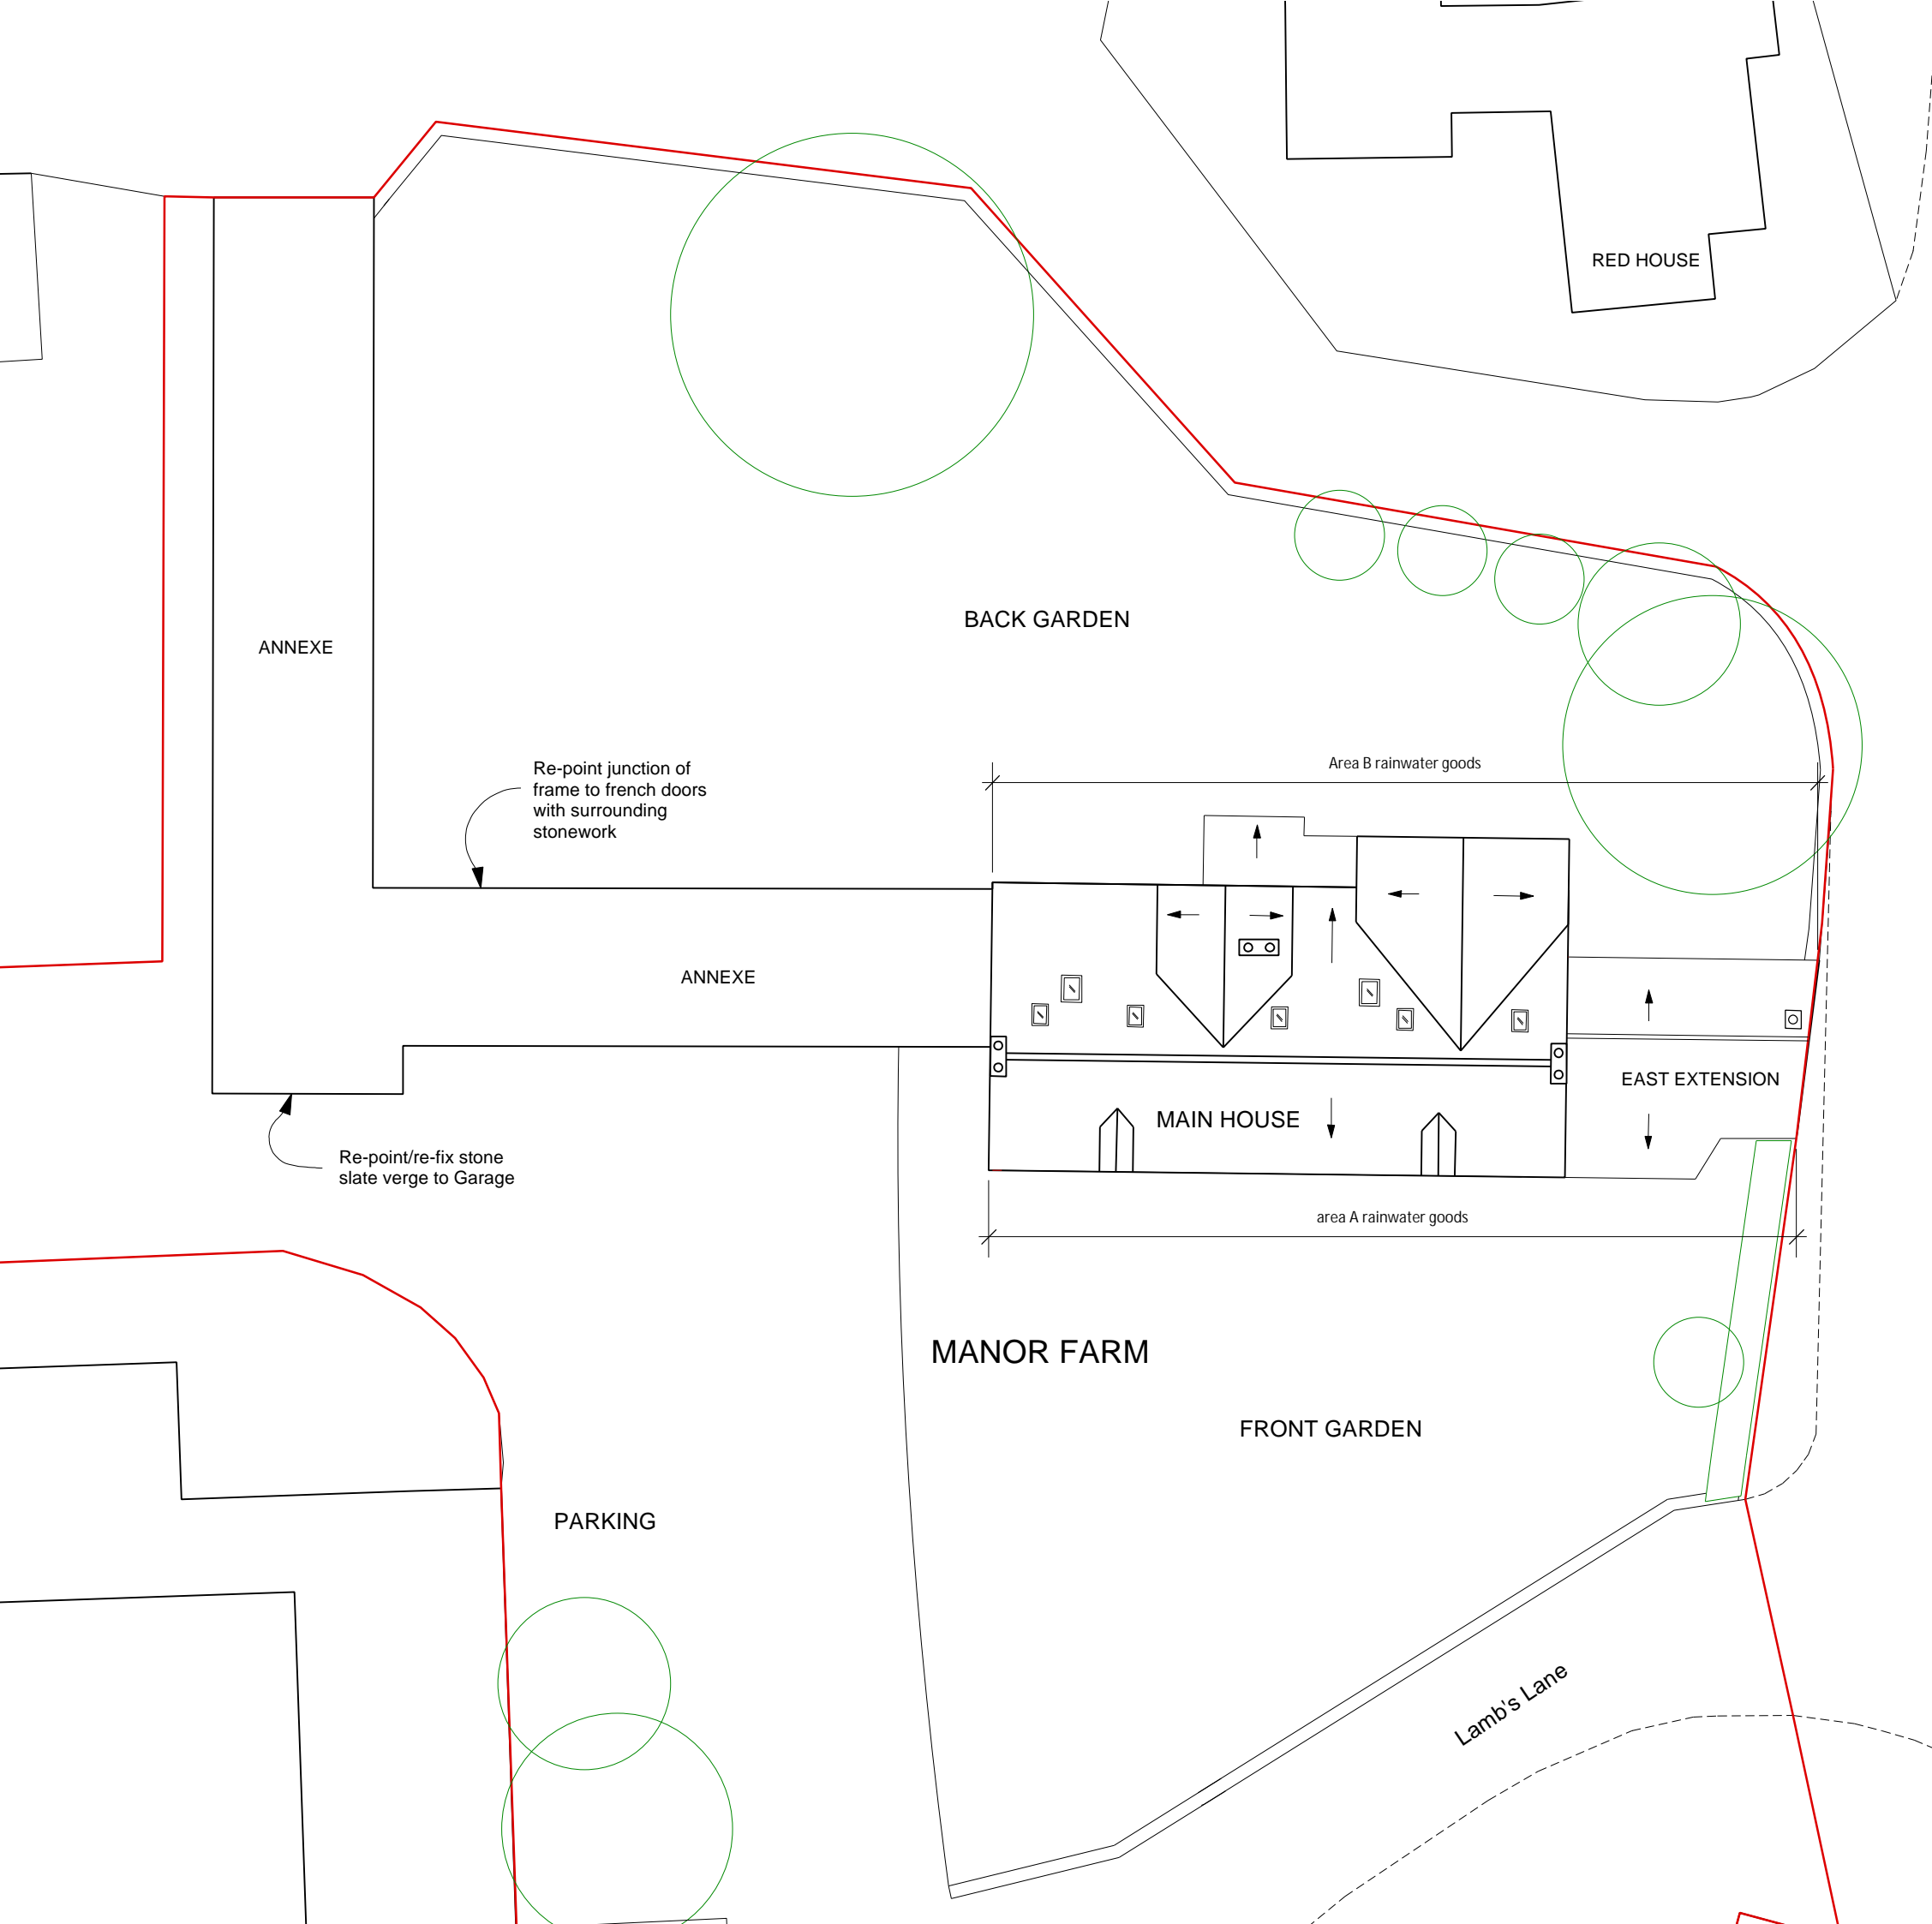 RED HOUSE
BACK GARDEN
ANNEXE
Re-point junction of
frame to french doors
with surrounding
stonework
Area B rainwater goods
ANNEXE
EAST EXTENSION
MAIN HOUSE
Re-point/re-fix stone
slate verge to Garage
area A rainwater goods
MANOR FARM
FRONT GARDEN
PARKING
Lamb's Lane